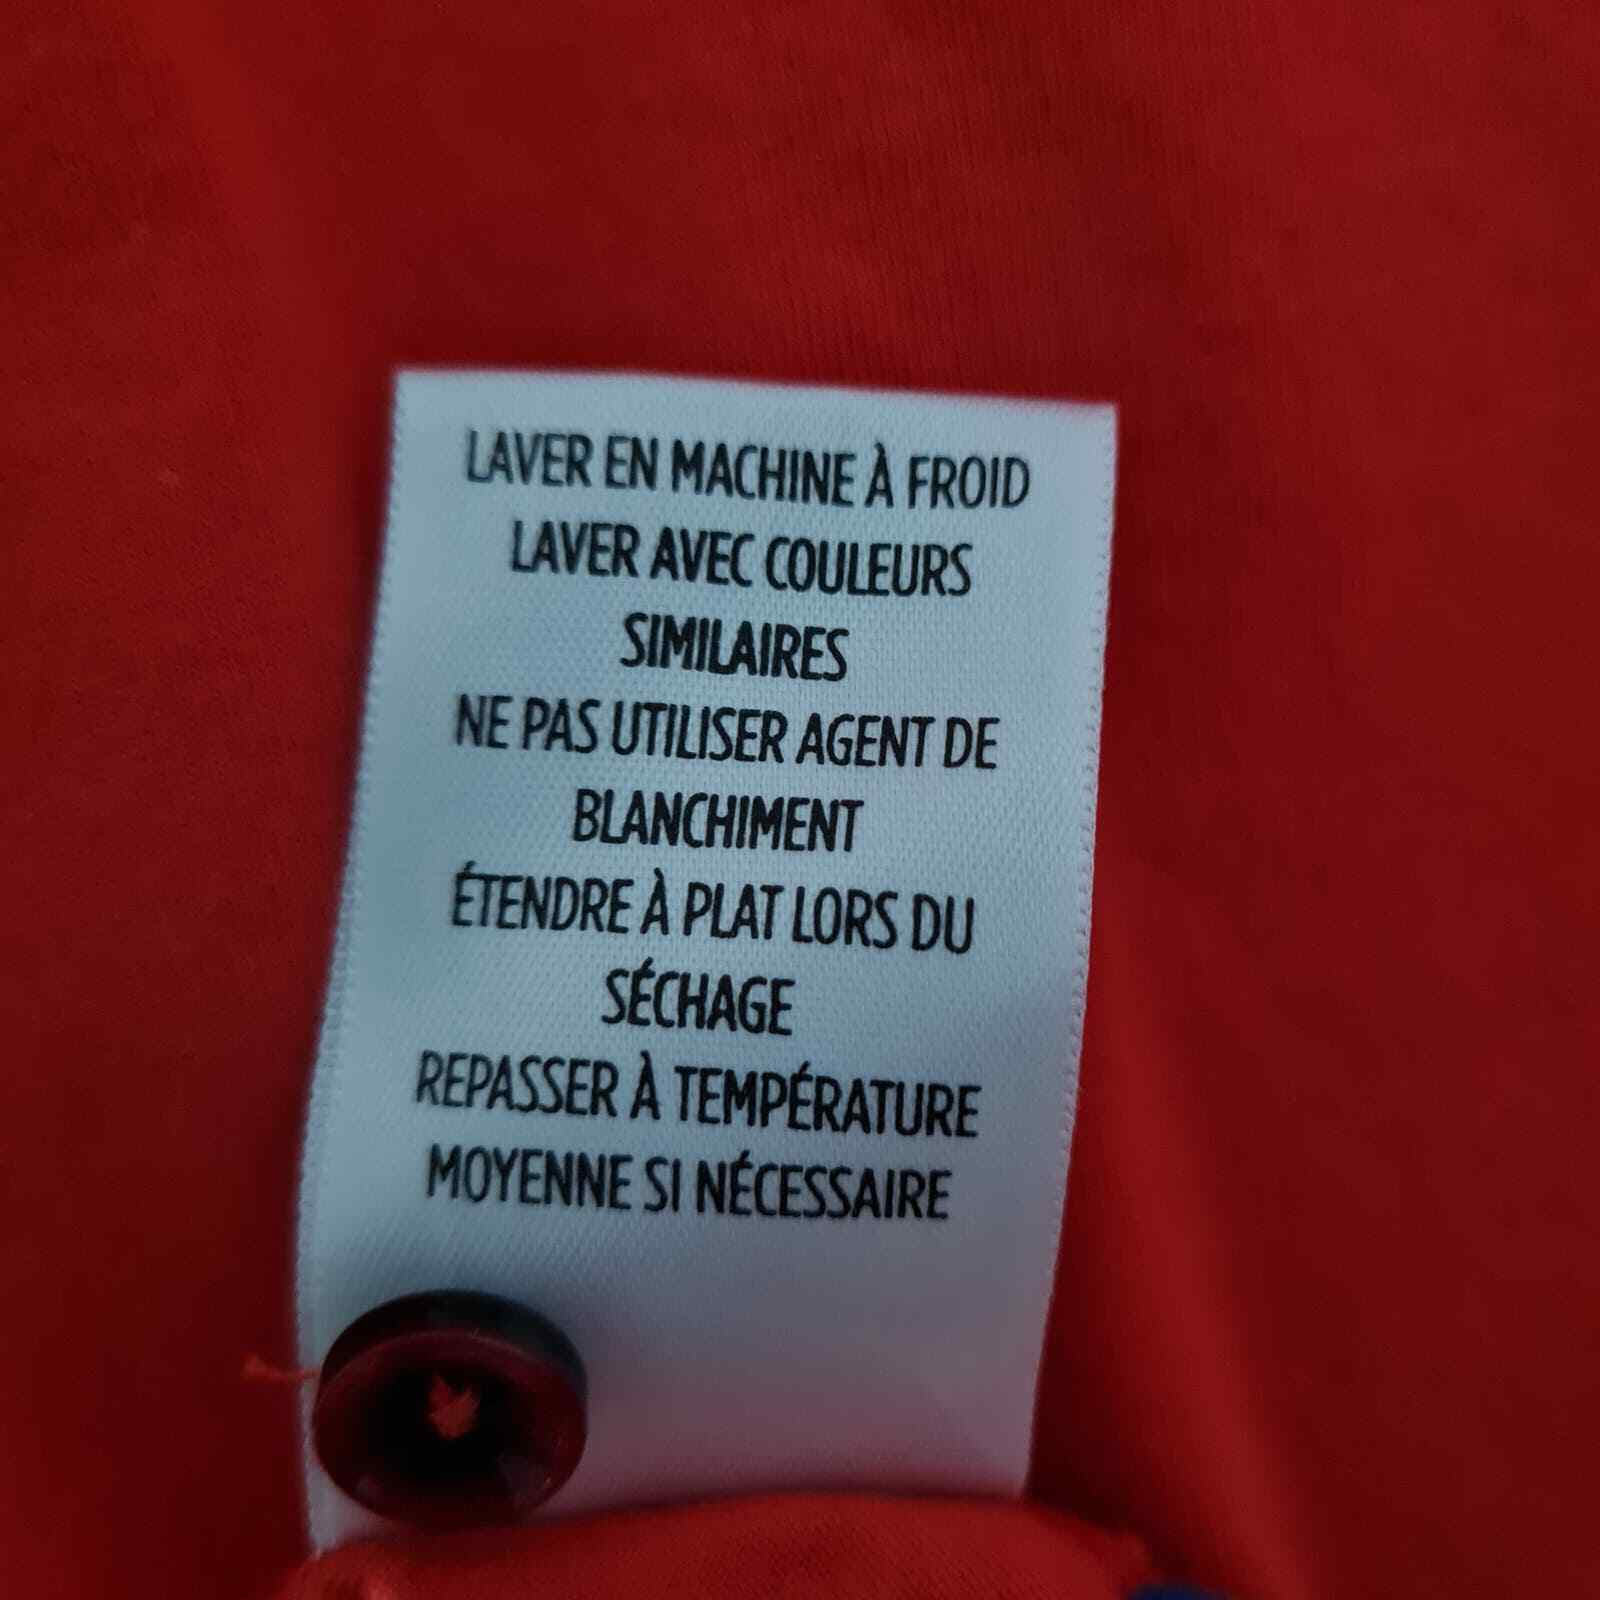 LAVER EN MACHINE À FROID
LAVER AVEC COULEURS
SIMILAIRES
NE PAS UTILISER AGENT DE
BLANCHIMENT
ÉTENDRE À PLAT LORS DU
SÉCHAGE
REPASSER À TEMPÉRATURE
MOYENNE SI NÉCESSAIRE